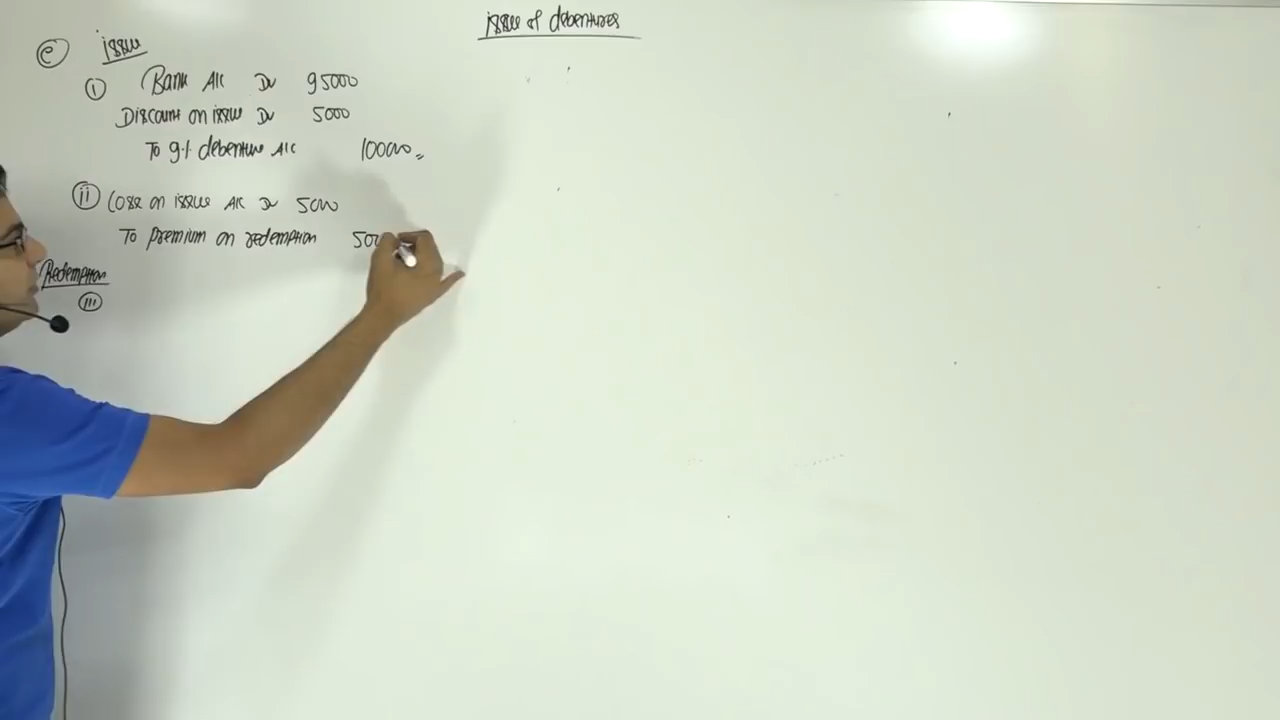 issue of debentures
(e) issue
(i) Bank A/c Dr 95000
Discount on issue Dr 5000
To 9% debenture A/c 100000
(ii) Loss on issue A/c Dr 5000
To premium on redemption 500
Redemption
(iii)